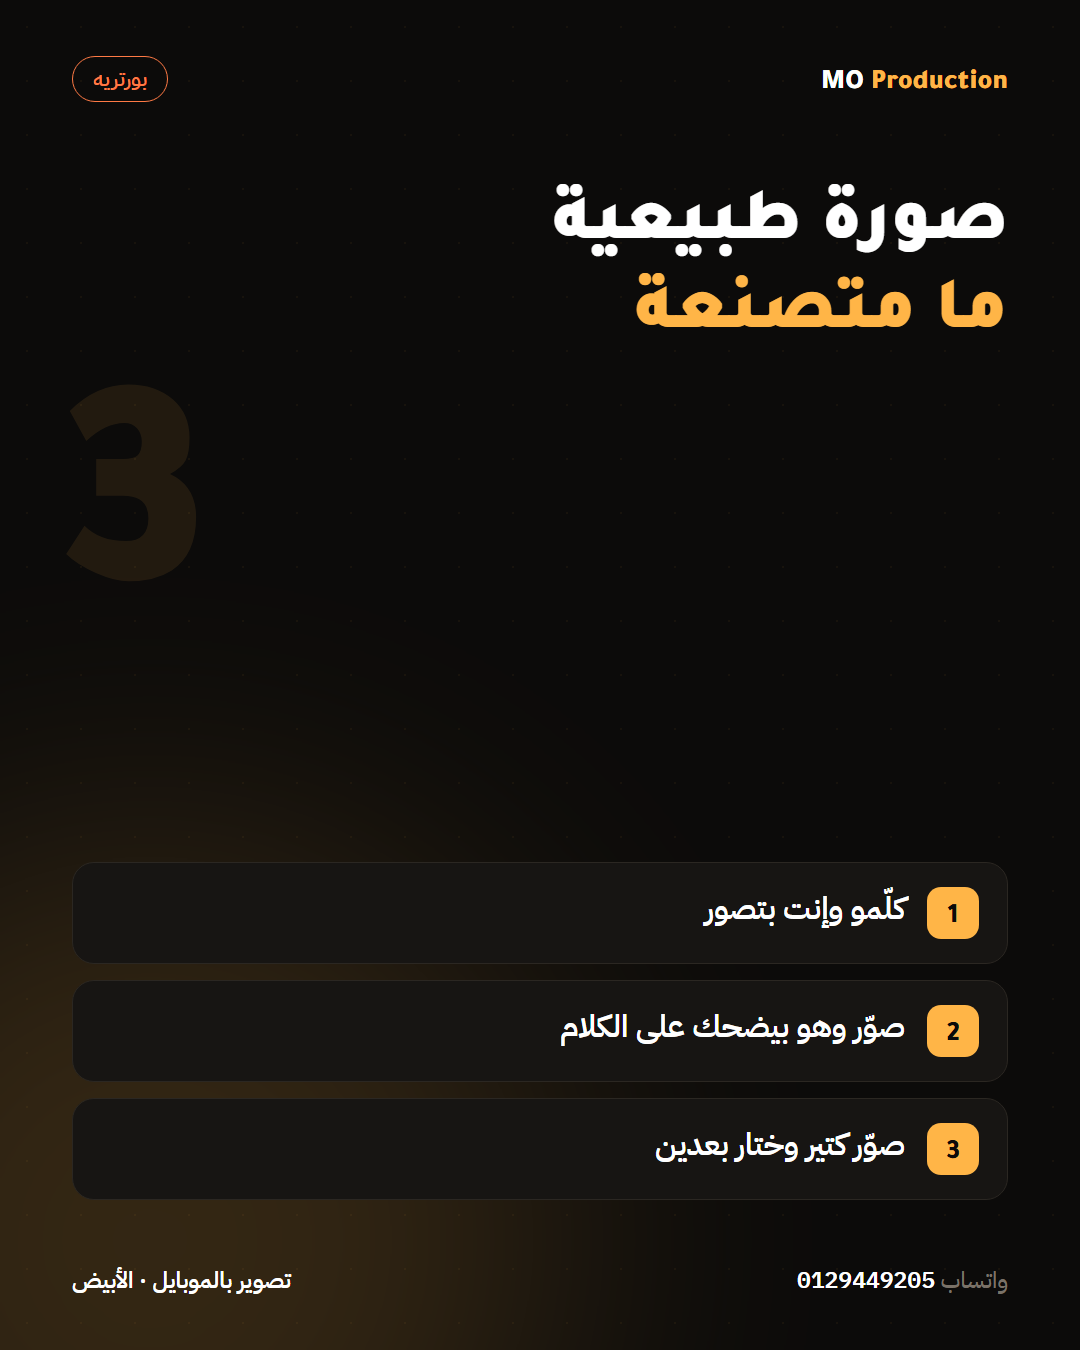 MO Production
بورتريه
صورة طبيعية
ما متصنعة
3
1 كلّمو وإنت بتصور
2 صوّر وهو بيضحك على الكلام
3 صوّر كتير وختار بعدين
واتساب 0129449205
تصوير بالموبايل · الأبيض